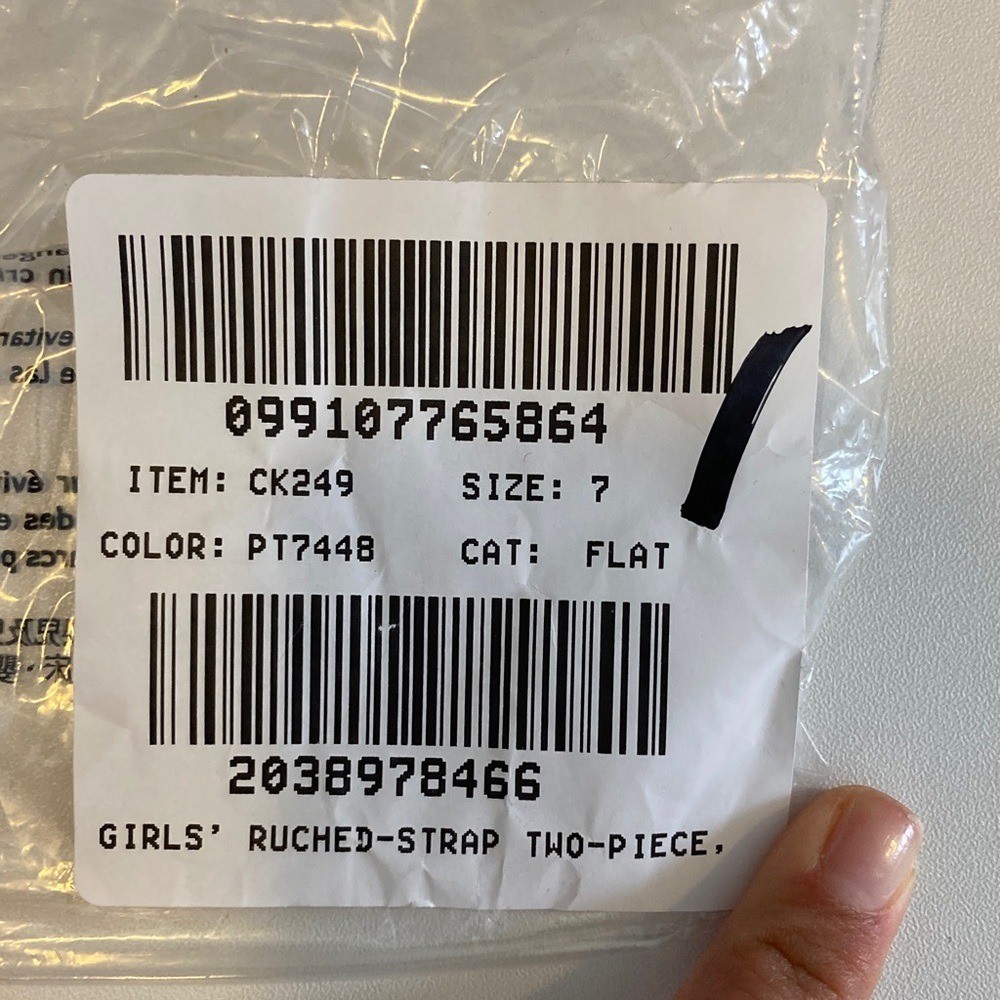 099107765864
ITEM: CK249 SIZE: 7
COLOR: PT7448 CAT: FLAT
2038978466
GIRLS' RUCHED-STRAP TWO-PIECE,